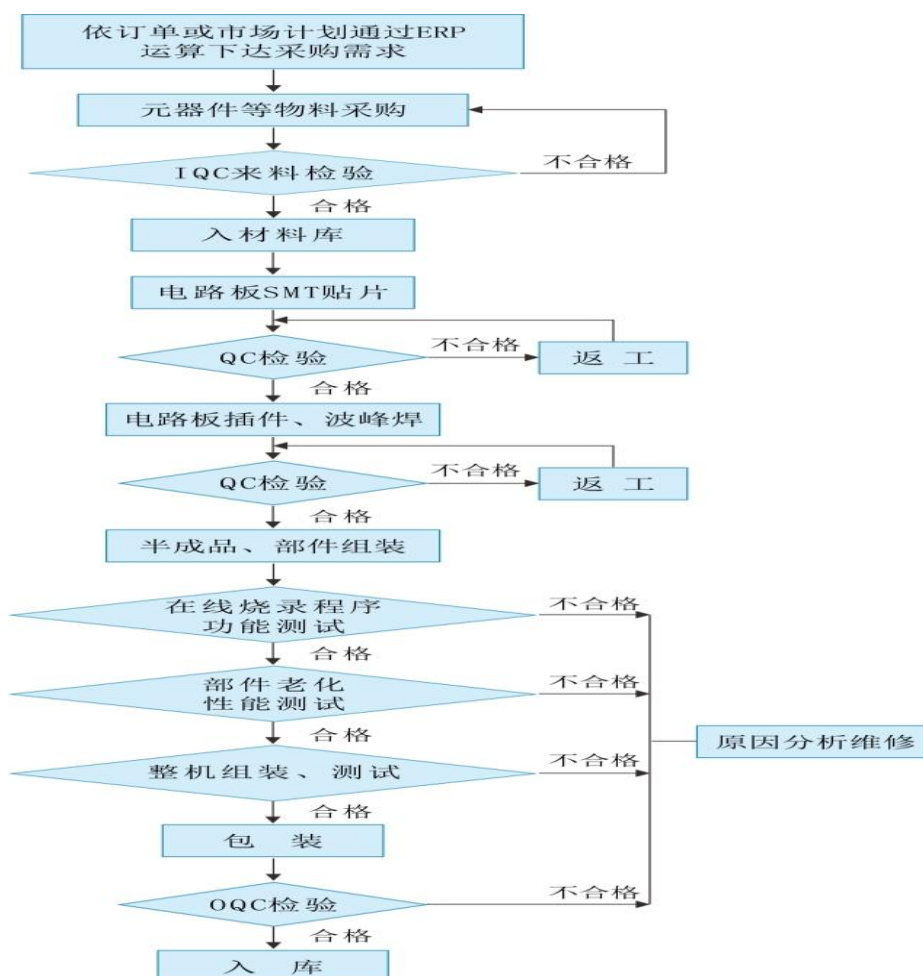 依订单或市场计划通过ERP
运算下达采购需求
元器件等物料采购
IQC来料检验
不合格
合格
入材料库
电路板SMT贴片
QC检验
不合格
返 工
合格
电路板插件、波峰焊
QC检验
不合格
返 工
合格
半成品、部件组装
在线烧录程序
功能测试
不合格
合格
部件老化
性能测试
不合格
合格
原因分析维修
整机组装、测试
不合格
合格
包 装
OQC检验
不合格
合格
入 库